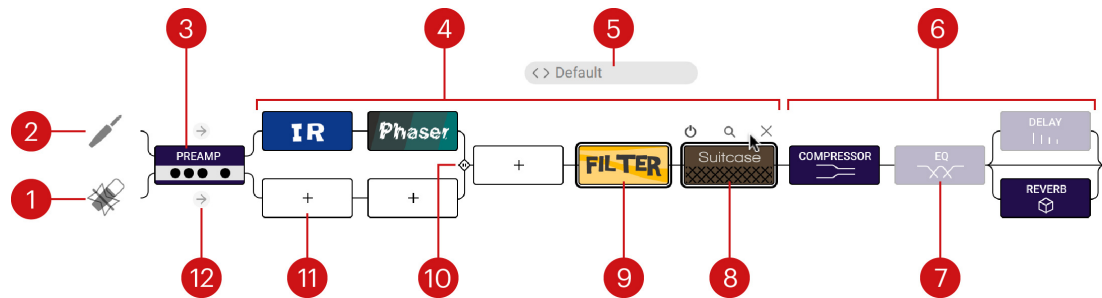 3
4
5
6
<> Default
2
IR
Phaser
DELAY
PREAMP
+
FILTER
Suitcase
COMPRESSOR
EQ
1
+
+
REVERB
12
11
10
9
8
7